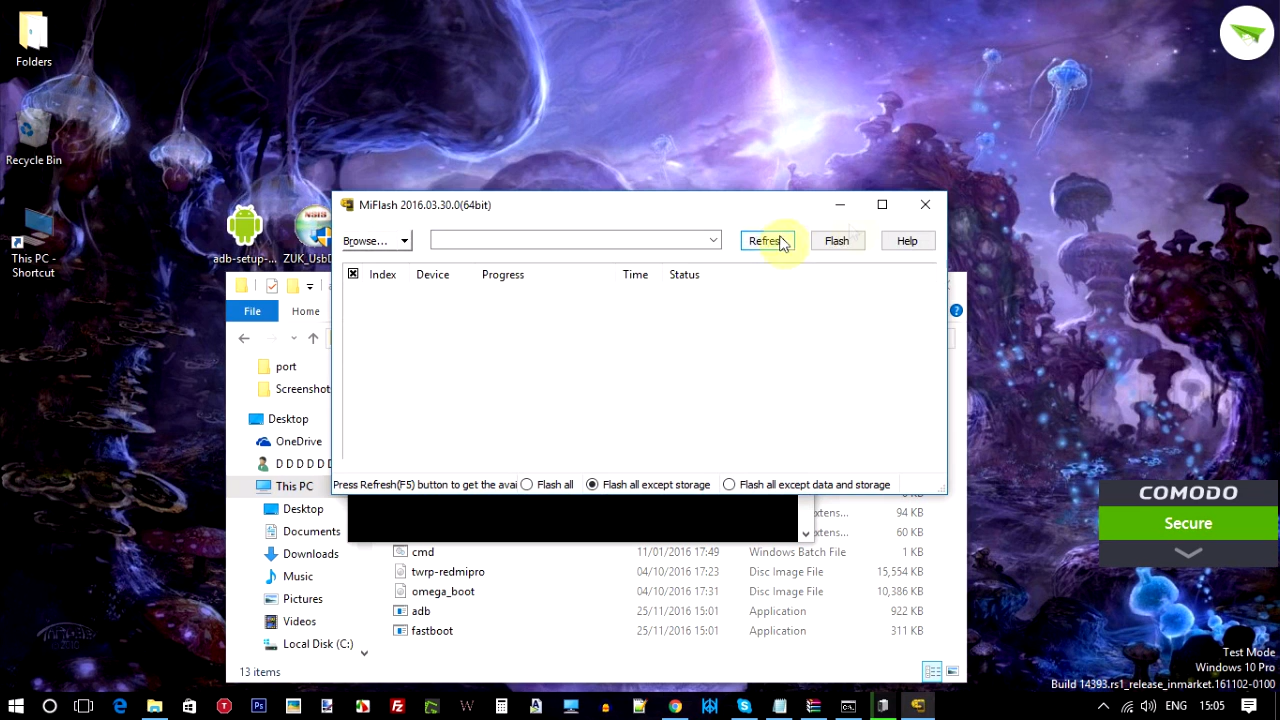 Folders
Recycle Bin
This PC - Shortcut
adb-setup-...
ZUK_UsbD
MiFlash 2016.03.30.0(64bit)
Browse...
Refresh
Flash
Help
Index
Device
Progress
Time
Status
Press Refresh(F5) button to get the avai
Flash all
Flash all except storage
Flash all except data and storage
File
Home
port
Screenshot
Desktop
OneDrive
D D D D D
This PC
Desktop
Documents
Downloads
Music
Pictures
Videos
Local Disk (C:)
xtens... 94 KB
xtens... 60 KB
cmd 11/01/2016 17:49 Windows Batch File 1 KB
twrp-redmipro 04/10/2016 17:23 Disc Image File 15,554 KB
omega_boot 04/10/2016 17:31 Disc Image File 10,386 KB
adb 25/11/2016 15:01 Application 922 KB
fastboot 25/11/2016 15:01 Application 311 KB
13 items
COMODO
Secure
Test Mode
Windows 10 Pro
Build 14393.rs1_release_inmarket.161102-0100
ENG 15:05